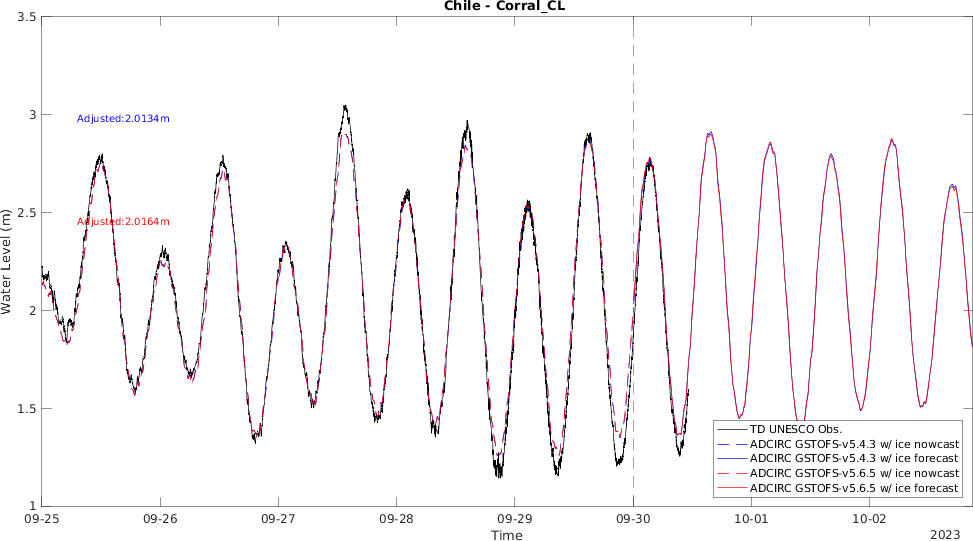 Chile - Corral_CL
3.5
3
2.5
2
1.5
1
Water Level (m)
Adjusted:2.0134m
Adjusted:2.0164m
TD UNESCO Obs.
ADCIRC GSTOFS-v5.4.3 w/ ice nowcast
ADCIRC GSTOFS-v5.4.3 w/ ice forecast
ADCIRC GSTOFS-v5.6.5 w/ ice nowcast
ADCIRC GSTOFS-v5.6.5 w/ ice forecast
09-25
09-26
09-27
09-28
09-29
09-30
10-01
10-02
Time
2023